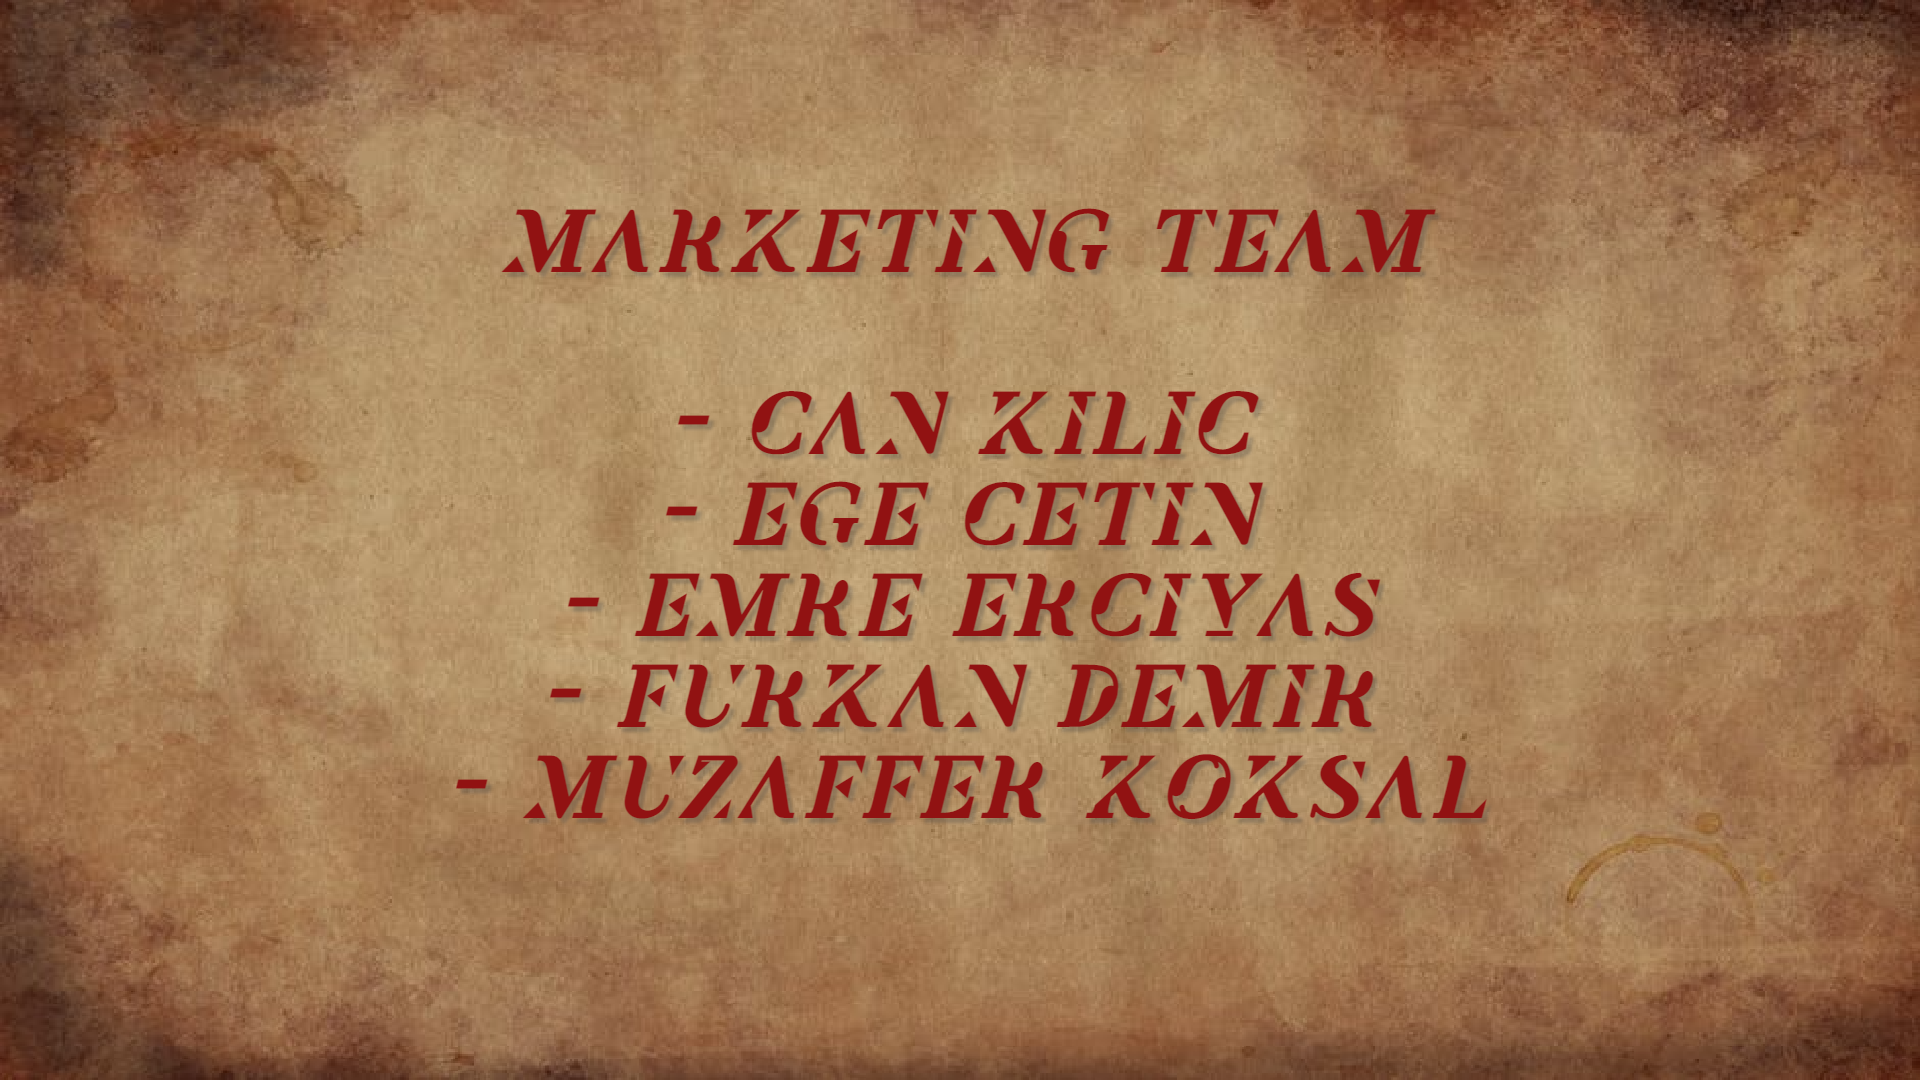 MARKETING TEAM
- CAN KILIC
- EGE CETIN
- EMRE ERCIYAS
- FURKAN DEMIR
- MUZAFFER KOKSAL